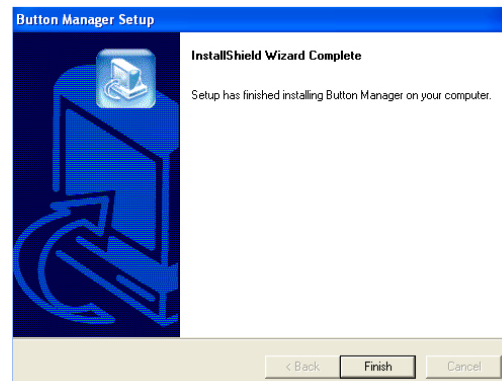 Button Manager Setup
InstallShield Wizard Complete
Setup has finished installing Button Manager on your computer.
< Back
Finish
Cancel